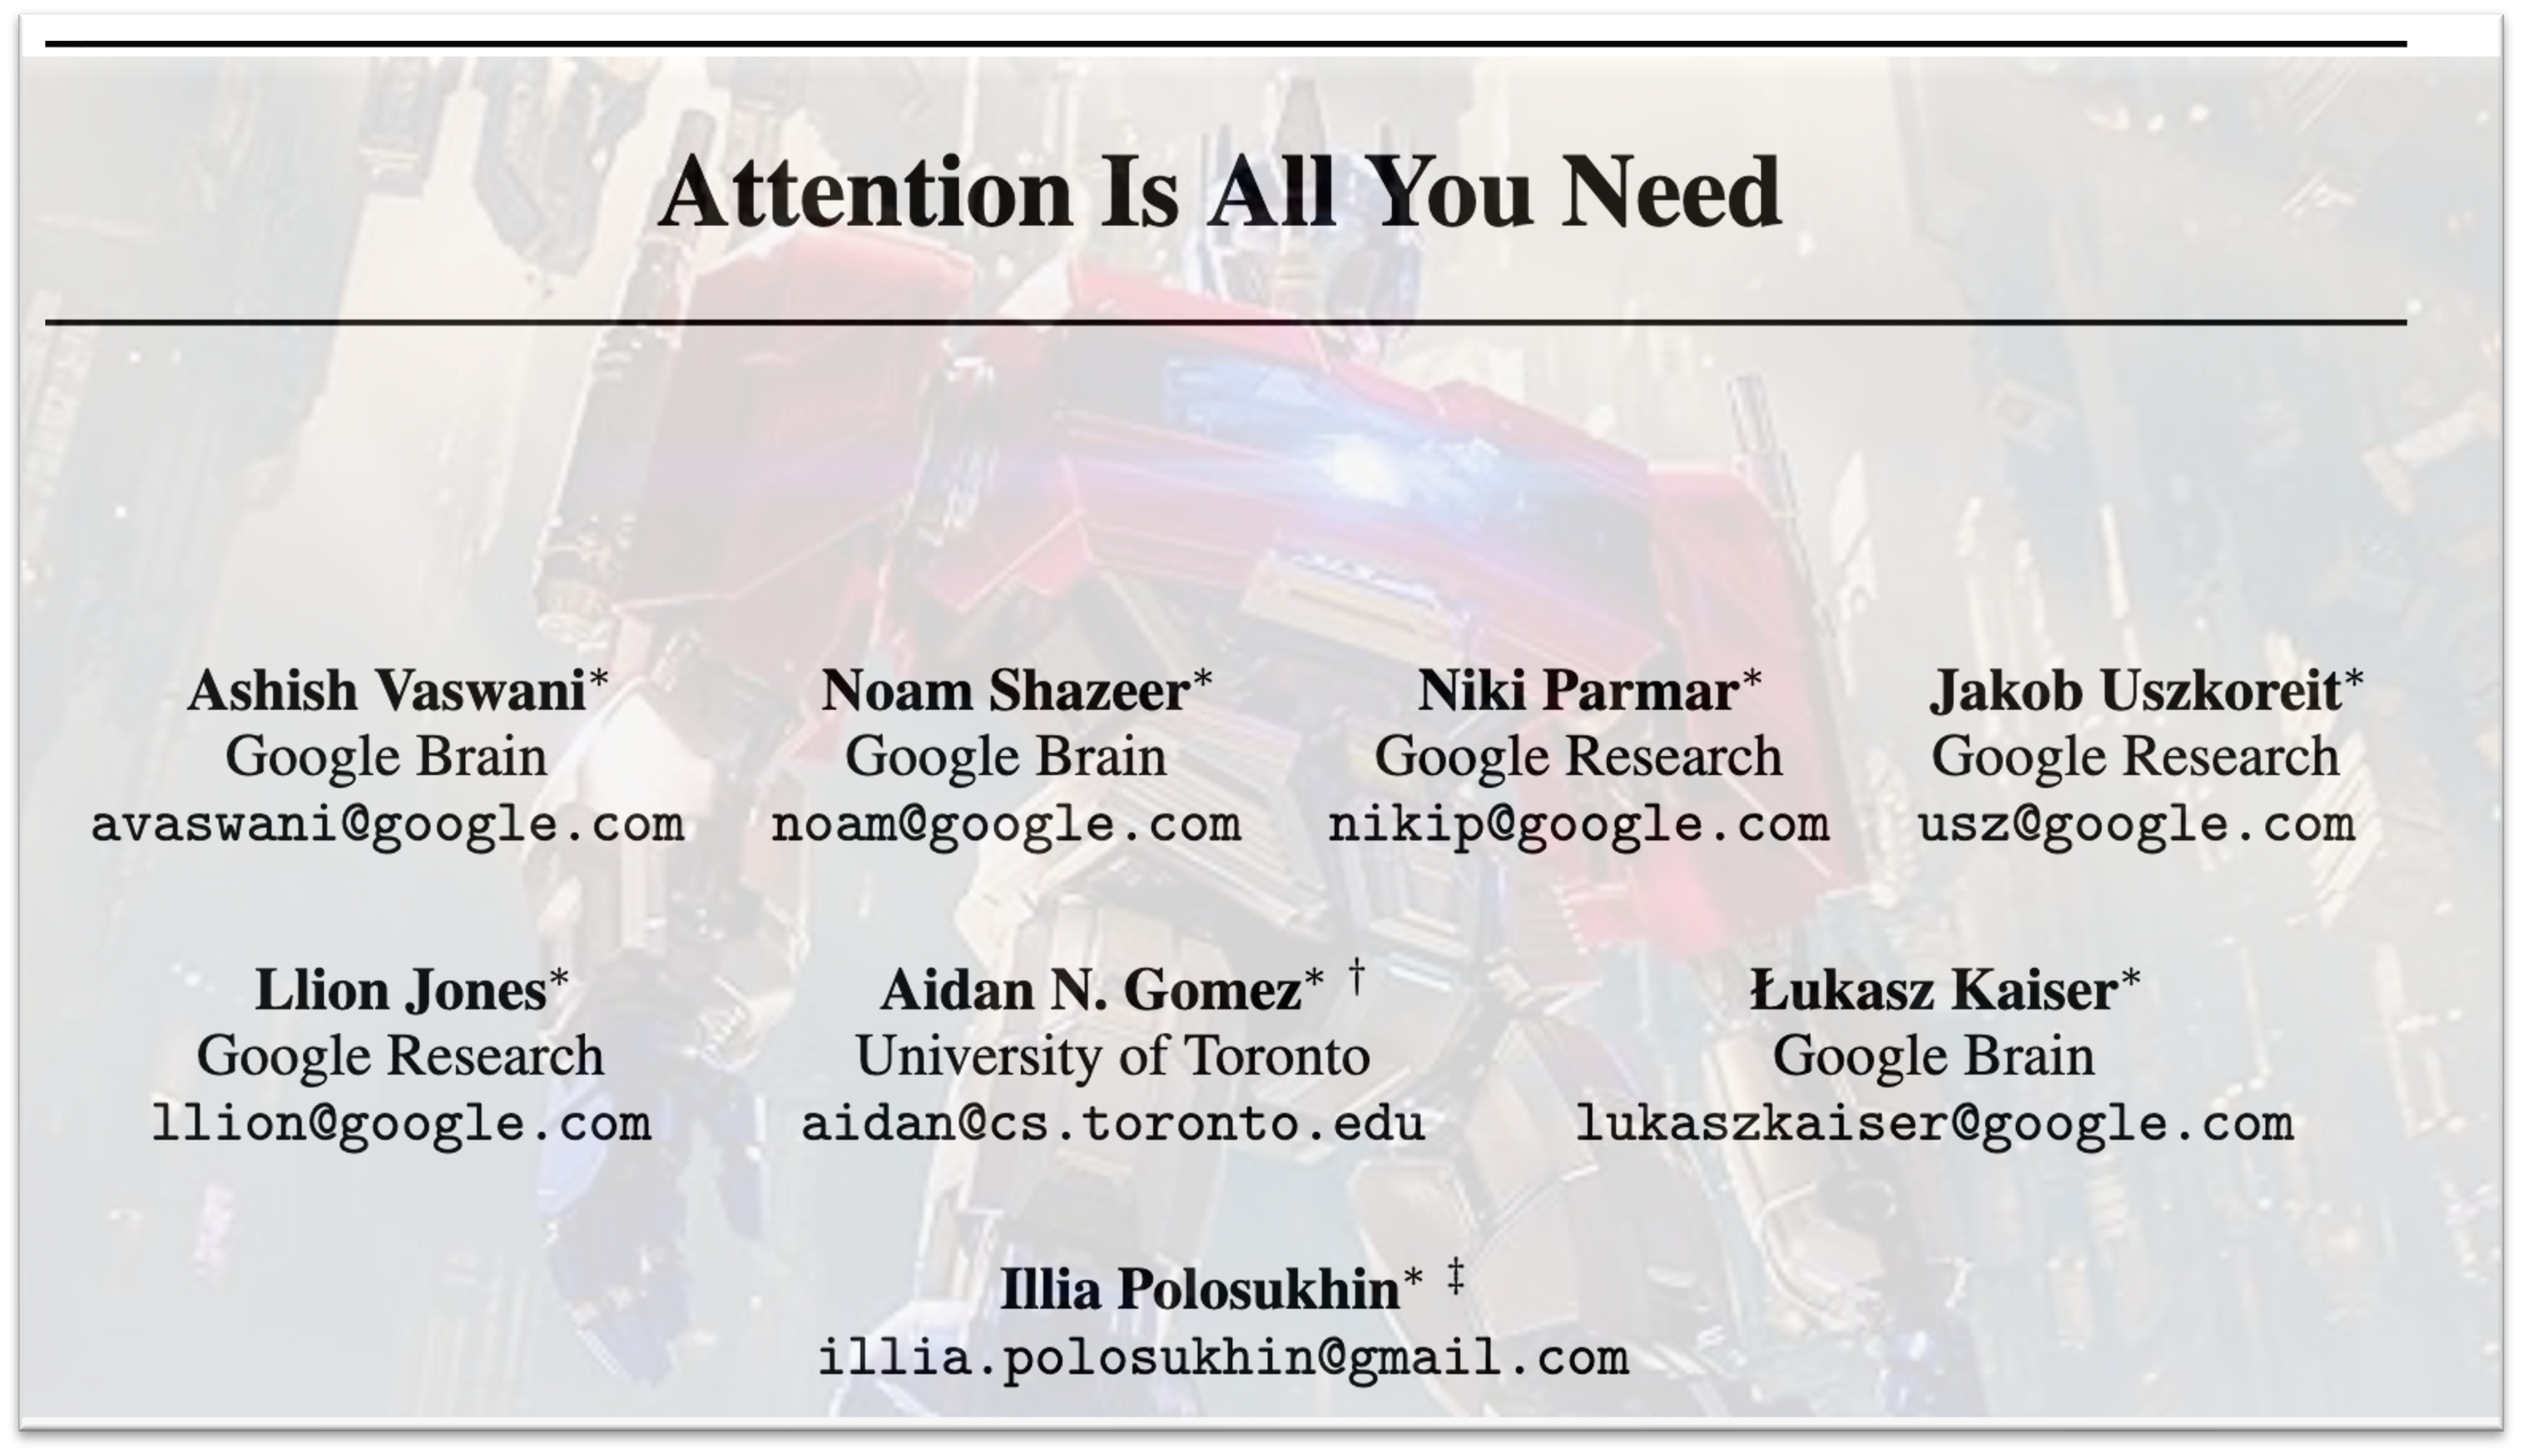 Attention Is All You Need
Ashish Vaswani* Noam Shazeer* Niki Parmar* Jakob Uszkoreit*
Google Brain Google Brain Google Research Google Research
avaswani@google.com noam@google.com nikip@google.com usz@google.com
Llion Jones* Aidan N. Gomez* † Łukasz Kaiser*
Google Research University of Toronto Google Brain
llion@google.com aidan@cs.toronto.edu lukaszkaiser@google.com
Illia Polosukhin* ‡
illia.polosukhin@gmail.com